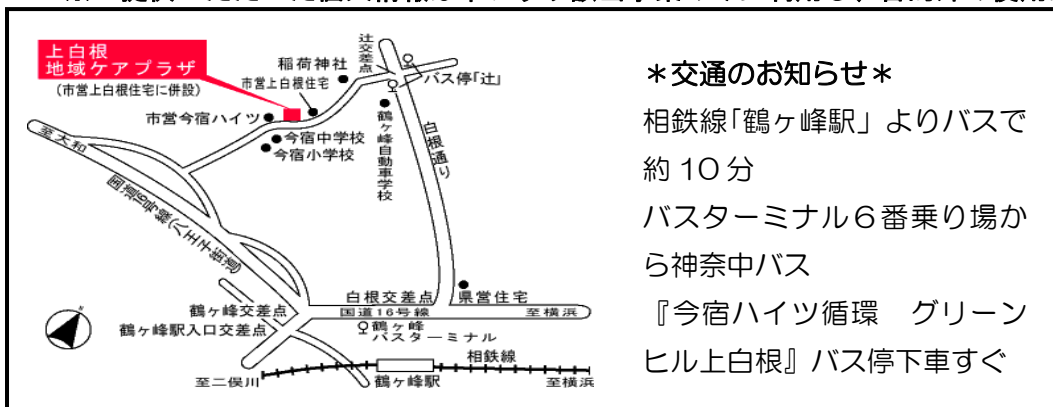 上白根
地域ケアプラザ
(市営上白根住宅に併設)
稲荷神社
市営上白根住宅
辻交差点
バス停「辻」
市営今宿ハイツ
今宿中学校
今宿小学校
鶴ヶ峰自動車学校
白根通り
至大和
国道16号線(八王子街道)
鶴ヶ峰交差点
鶴ヶ峰駅入口交差点
白根交差点
県営住宅
国道16号線
至横浜
鶴ヶ峰
バスターミナル
相鉄線
至二俣川
鶴ヶ峰駅
至横浜
＊交通のお知らせ＊
相鉄線「鶴ヶ峰駅」よりバスで
約10分
バスターミナル６番乗り場か
ら神奈中バス
『今宿ハイツ循環　グリーン
ヒル上白根』バス停下車すぐ